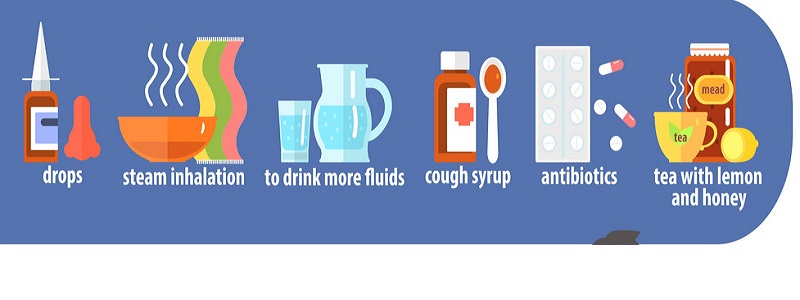 mead
tea
drops
steam inhalation
to drink more fluids
cough syrup
antibiotics
tea with lemon
and honey